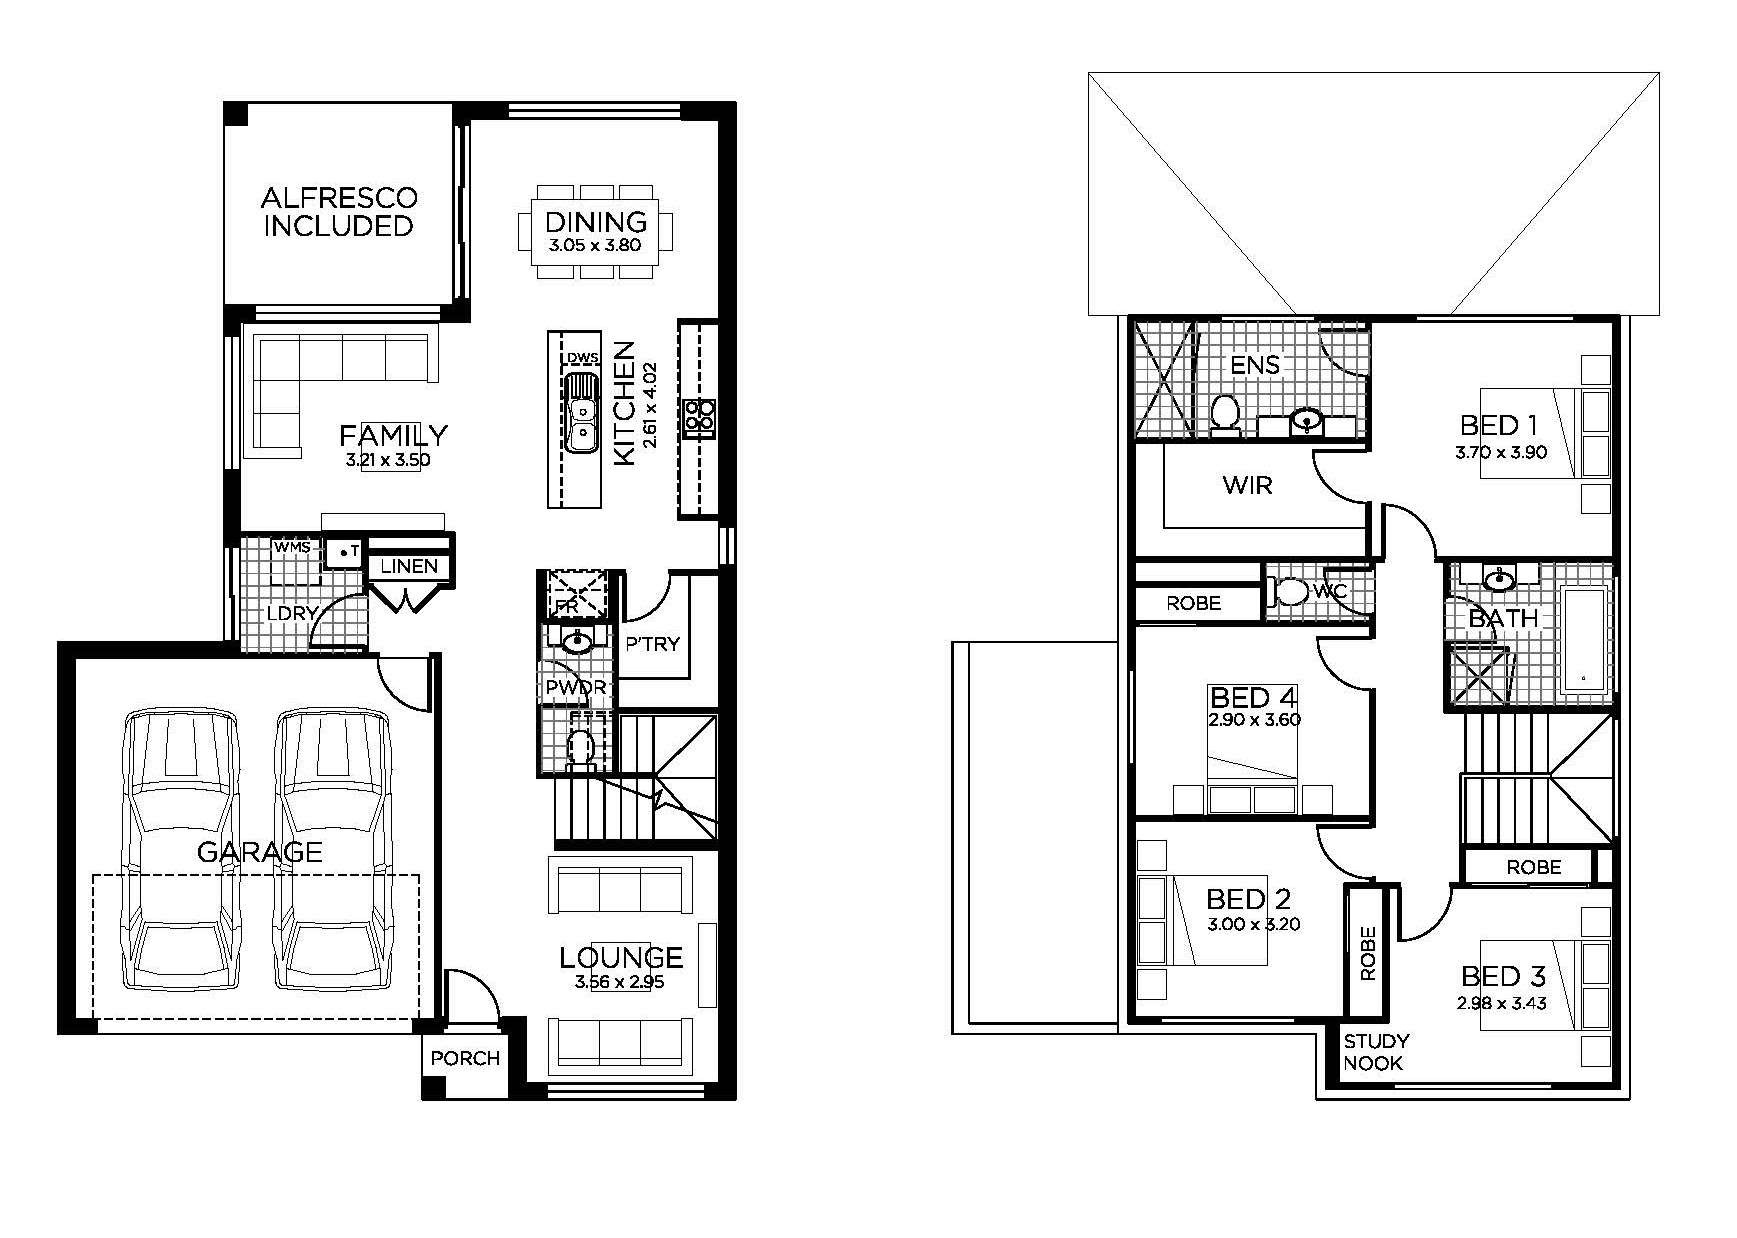 ALFRESCO
INCLUDED
DINING
3.05 x 3.80
DWS
KITCHEN
2.61 x 4.02
FAMILY
3.21 x 3.50
WMS
T
LINEN
LDRY
FR
P'TRY
PWDR
GARAGE
LOUNGE
3.56 x 2.95
PORCH
ENS
BED 1
3.70 x 3.90
WIR
WC
ROBE
BATH
BED 4
2.90 x 3.60
ROBE
BED 2
3.00 x 3.20
ROBE
BED 3
2.98 x 3.43
STUDY
NOOK